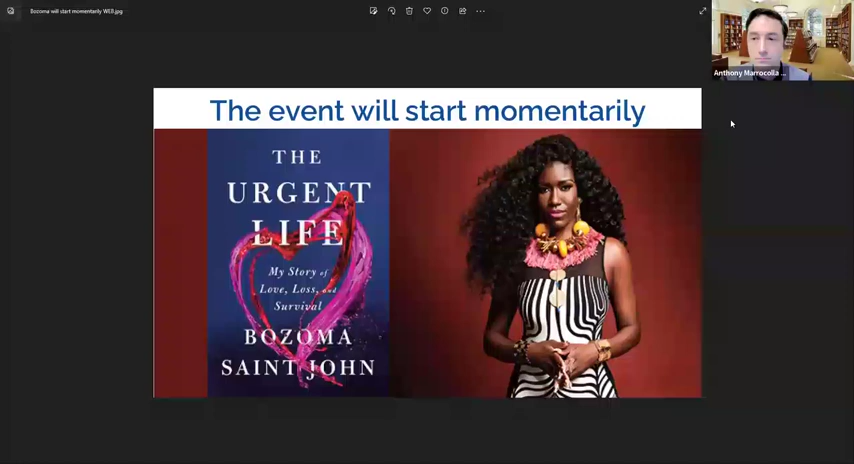 Bozoma will start momentarily WEB.jpg
Anthony Marrocolla ...
The event will start momentarily
THE
URGENT
LIFE
My Story of
Love, Loss, and
Survival
BOZOMA
SAINT JOHN